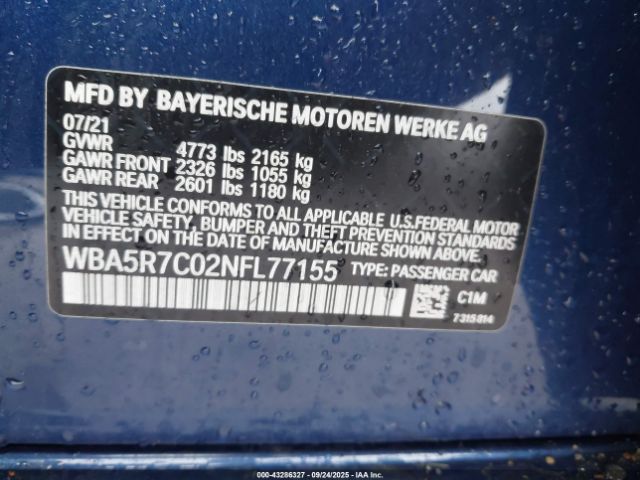 MFD BY BAYERISCHE MOTOREN WERKE AG
07/21
GVWR 4773 lbs 2165 kg
GAWR FRONT 2326 lbs 1055 kg
GAWR REAR 2601 lbs 1180 kg
THIS VEHICLE CONFORMS TO ALL APPLICABLE U.S.FEDERAL MOTOR
VEHICLE SAFETY, BUMPER AND THEFT PREVENTION STANDARDS
IN EFFECT ON THE DATE OF MANUFACTURE SHOWN ABOVE.
WBA5R7C02NFL77155 TYPE: PASSENGER CAR
C1M
7315814
000-43286327 - 09/24/2025 - © IAA Inc.